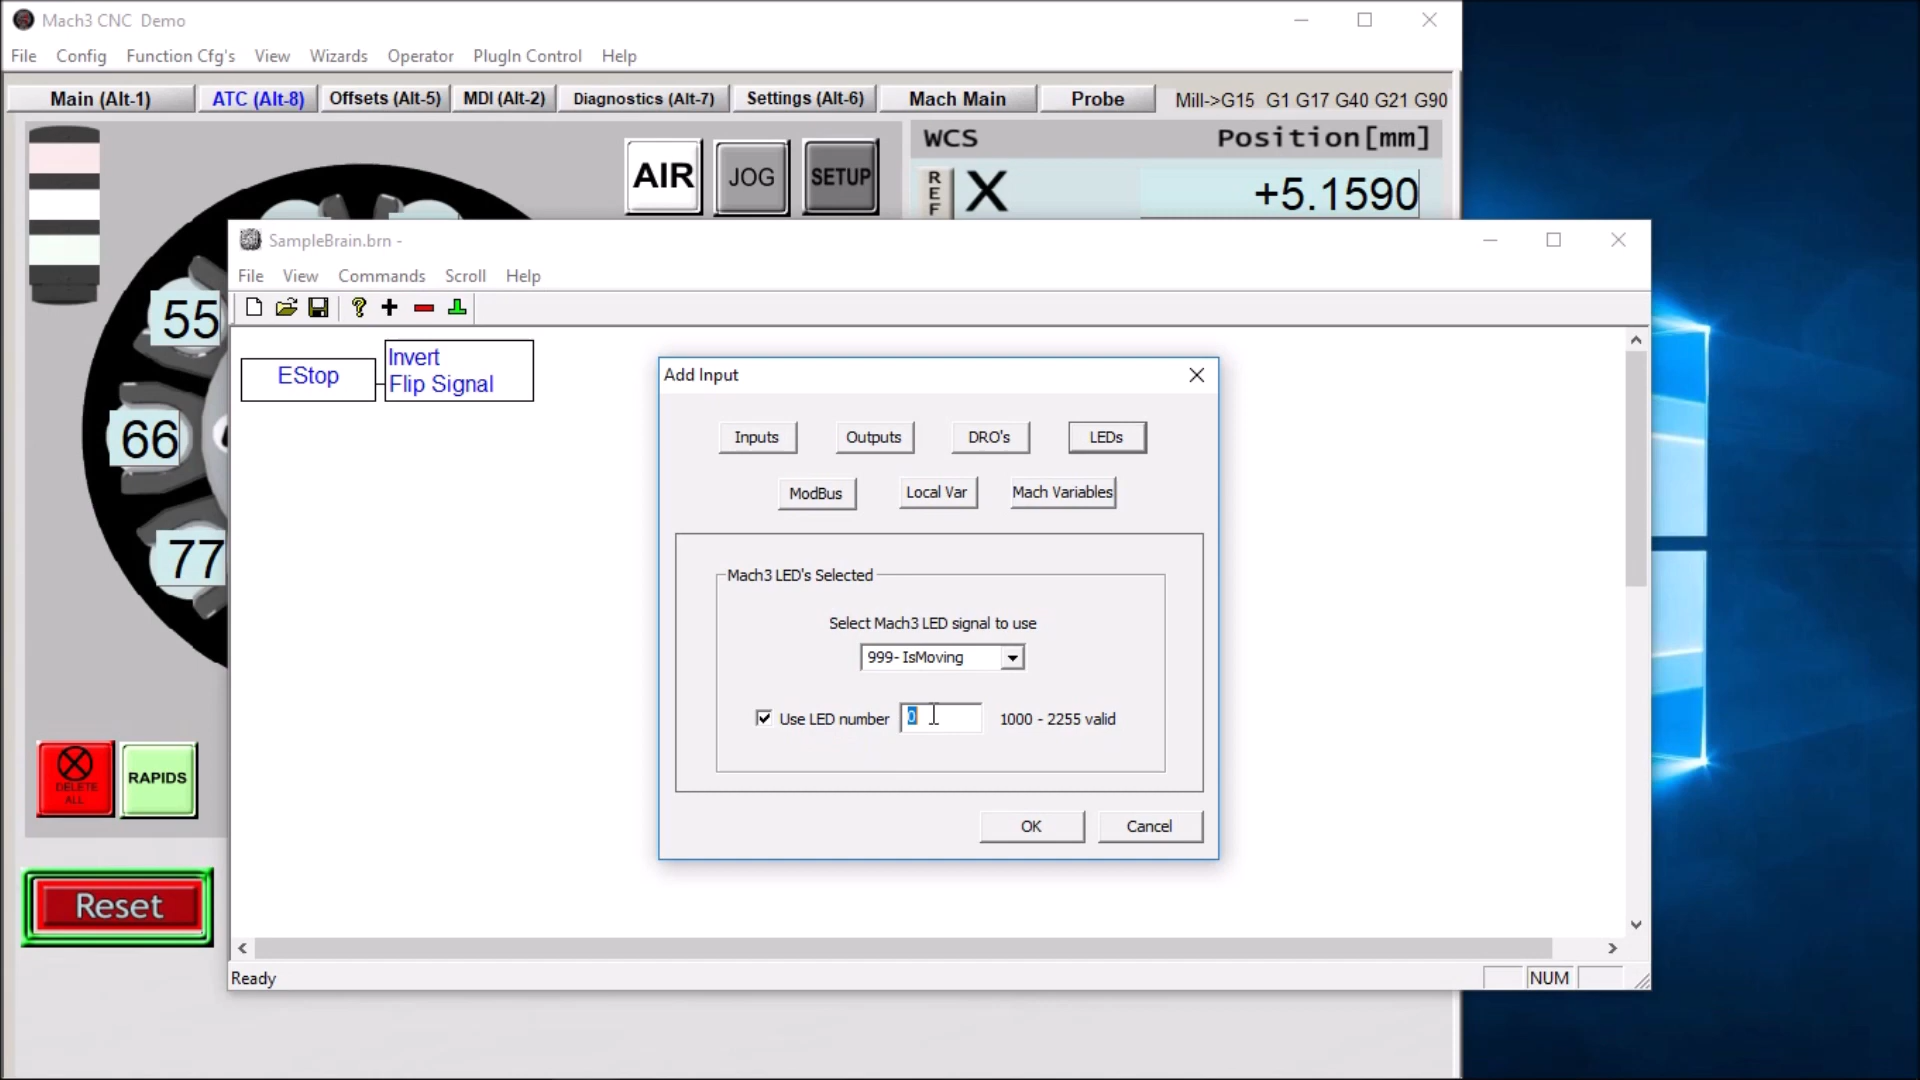 Mach3 CNC Demo
File Config Function Cfg's View Wizards Operator PlugIn Control Help
Main (Alt-1) ATC (Alt-8) Offsets (Alt-5) MDI (Alt-2) Diagnostics (Alt-7) Settings (Alt-6) Mach Main Probe Mill->G15 G1 G17 G40 G21 G90
AIR JOG SETUP
WCS Position[mm]
REF X +5.1590
SampleBrain.brn -
File View Commands Scroll Help
EStop
Invert
Flip Signal
55
66
77
Add Input
Inputs Outputs DRO's LEDs
ModBus Local Var Mach Variables
Mach3 LED's Selected
Select Mach3 LED signal to use
999- IsMoving
Use LED number 0 1000 - 2255 valid
OK Cancel
DELETE
ALL
RAPIDS
Reset
Ready NUM